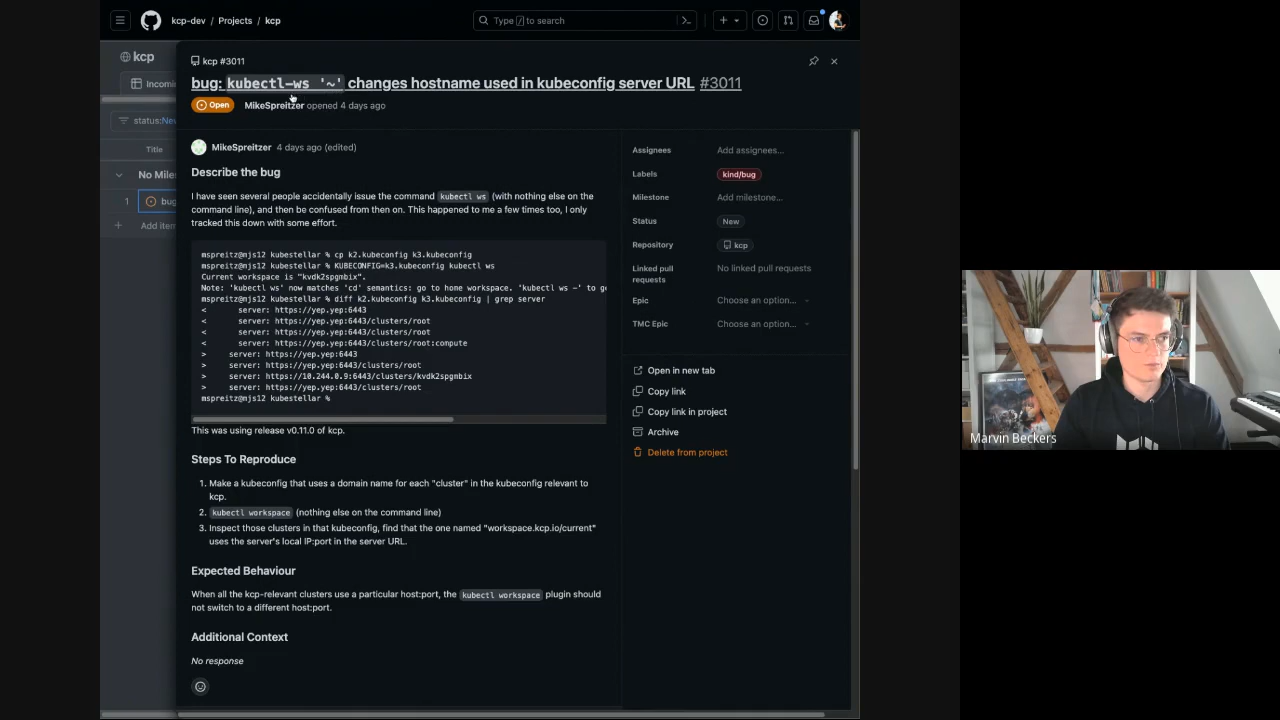 kcp-dev / Projects / kcp
Type / to search
kcp
Incomi
status:Ne
Title
No Miles
1 bug
Add item
kcp #3011
bug: kubectl-ws '~' changes hostname used in kubeconfig server URL #3011
Open MikeSpreitzer opened 4 days ago
MikeSpreitzer 4 days ago (edited)
Describe the bug
I have seen several people accidentally issue the command kubectl ws (with nothing else on the
command line), and then be confused from then on. This happened to me a few times too, I only
tracked this down with some effort.
mspreitz@mjs12 kubestellar % cp k2.kubeconfig k3.kubeconfig
mspreitz@mjs12 kubestellar % KUBECONFIG=k3.kubeconfig kubectl ws
Current workspace is "kvdk2spgmbix".
Note: 'kubectl ws' now matches 'cd' semantics: go to home workspace. 'kubectl ws -' to go
mspreitz@mjs12 kubestellar % diff k2.kubeconfig k3.kubeconfig | grep server
< server: https://yep.yep:6443
< server: https://yep.yep:6443/clusters/root
< server: https://yep.yep:6443/clusters/root
< server: https://yep.yep:6443/clusters/root:compute
> server: https://yep.yep:6443
> server: https://yep.yep:6443/clusters/root
> server: https://10.244.0.9:6443/clusters/kvdk2spgmbix
> server: https://yep.yep:6443/clusters/root
mspreitz@mjs12 kubestellar %
This was using release v0.11.0 of kcp.
Steps To Reproduce
1. Make a kubeconfig that uses a domain name for each "cluster" in the kubeconfig relevant to
kcp.
2. kubectl workspace (nothing else on the command line)
3. Inspect those clusters in that kubeconfig, find that the one named "workspace.kcp.io/current"
uses the server's local IP:port in the server URL.
Expected Behaviour
When all the kcp-relevant clusters use a particular host:port, the kubectl workspace plugin should
not switch to a different host:port.
Additional Context
No response
Assignees Add assignees...
Labels kind/bug
Milestone Add milestone...
Status New
Repository kcp
Linked pull No linked pull requests
requests
Epic Choose an option...
TMC Epic Choose an option...
Open in new tab
Copy link
Copy link in project
Archive
Delete from project
Marvin Beckers